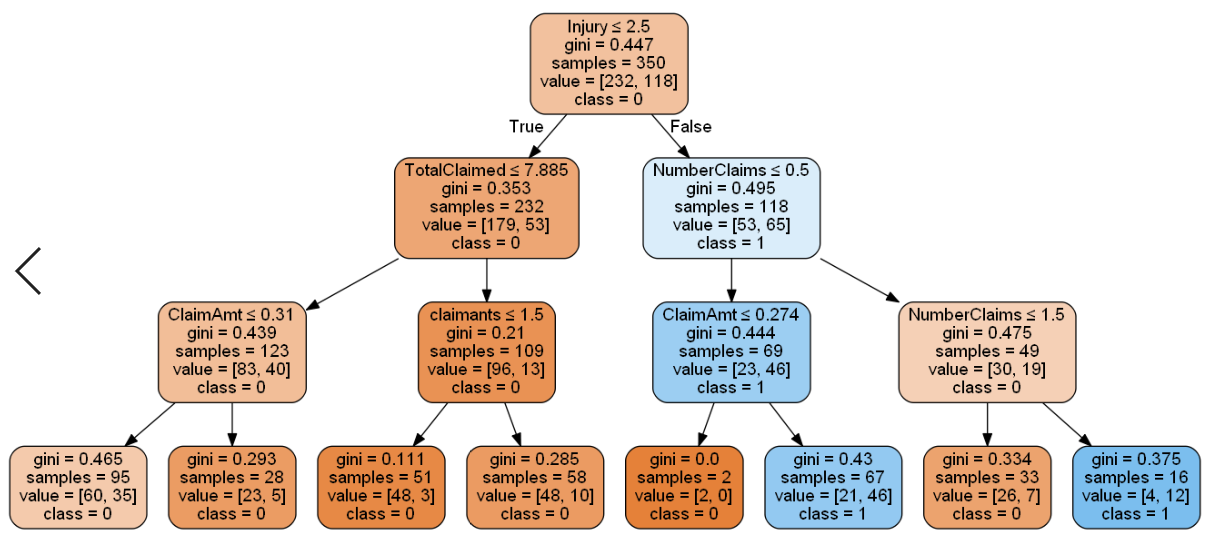 Injury ≤ 2.5
gini = 0.447
samples = 350
value = [232, 118]
class = 0
True
False
TotalClaimed ≤ 7.885
gini = 0.353
samples = 232
value = [179, 53]
class = 0
NumberClaims ≤ 0.5
gini = 0.495
samples = 118
value = [53, 65]
class = 1
ClaimAmt ≤ 0.31
gini = 0.439
samples = 123
value = [83, 40]
class = 0
claimants ≤ 1.5
gini = 0.21
samples = 109
value = [96, 13]
class = 0
ClaimAmt ≤ 0.274
gini = 0.444
samples = 69
value = [23, 46]
class = 1
NumberClaims ≤ 1.5
gini = 0.475
samples = 49
value = [30, 19]
class = 0
gini = 0.465
samples = 95
value = [60, 35]
class = 0
gini = 0.293
samples = 28
value = [23, 5]
class = 0
gini = 0.111
samples = 51
value = [48, 3]
class = 0
gini = 0.285
samples = 58
value = [48, 10]
class = 0
gini = 0.0
samples = 2
value = [2, 0]
class = 0
gini = 0.43
samples = 67
value = [21, 46]
class = 1
gini = 0.334
samples = 33
value = [26, 7]
class = 0
gini = 0.375
samples = 16
value = [4, 12]
class = 1